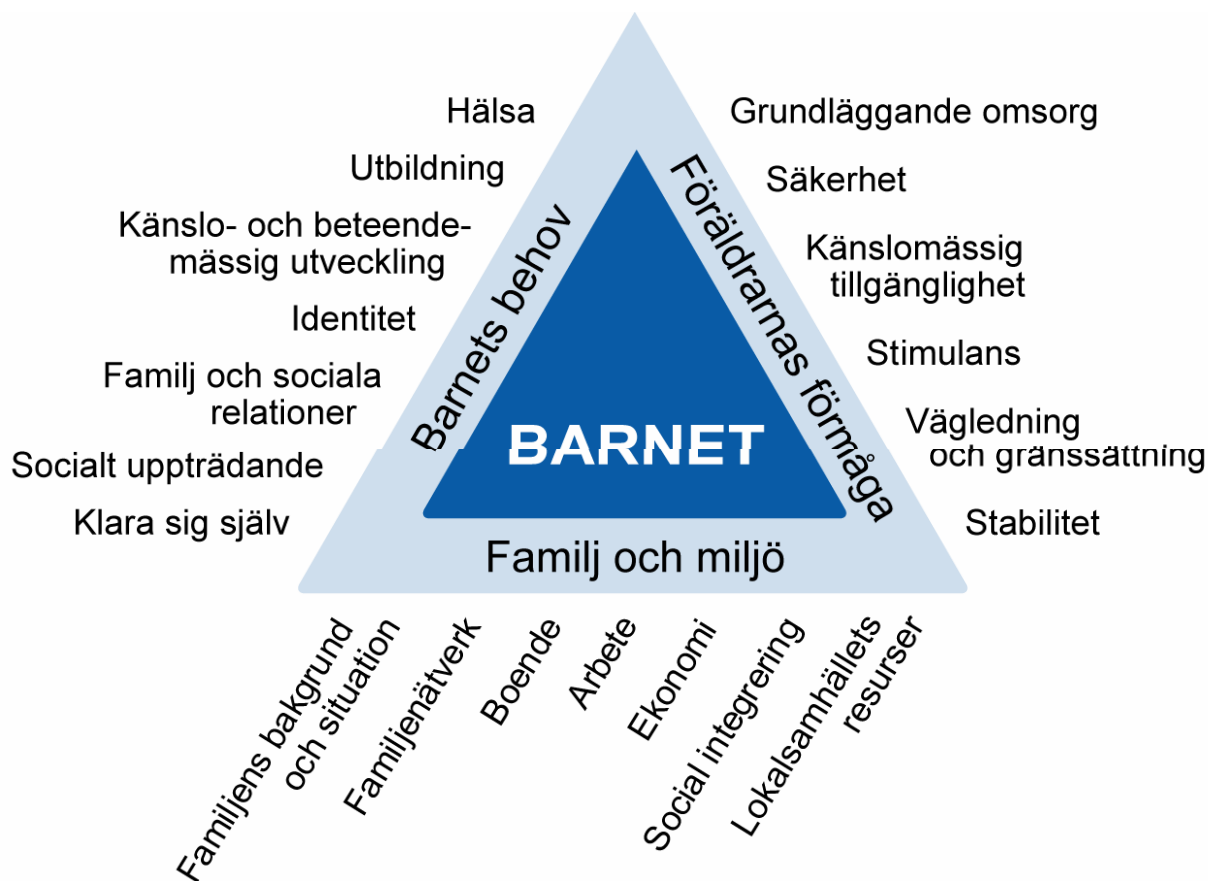 Hälsa
Utbildning
Känslo- och beteende-
mässig utveckling
Identitet
Familj och sociala
relationer
Socialt uppträdande
Klara sig själv
Barnets behov
BARNET
Föräldrarnas förmåga
Grundläggande omsorg
Säkerhet
Känslomässig
tillgänglighet
Stimulans
Vägledning
och gränssättning
Stabilitet
Familj och miljö
Familjens bakgrund
och situation
Familjenätverk
Boende
Arbete
Ekonomi
Social integrering
Lokalsamhällets
resurser